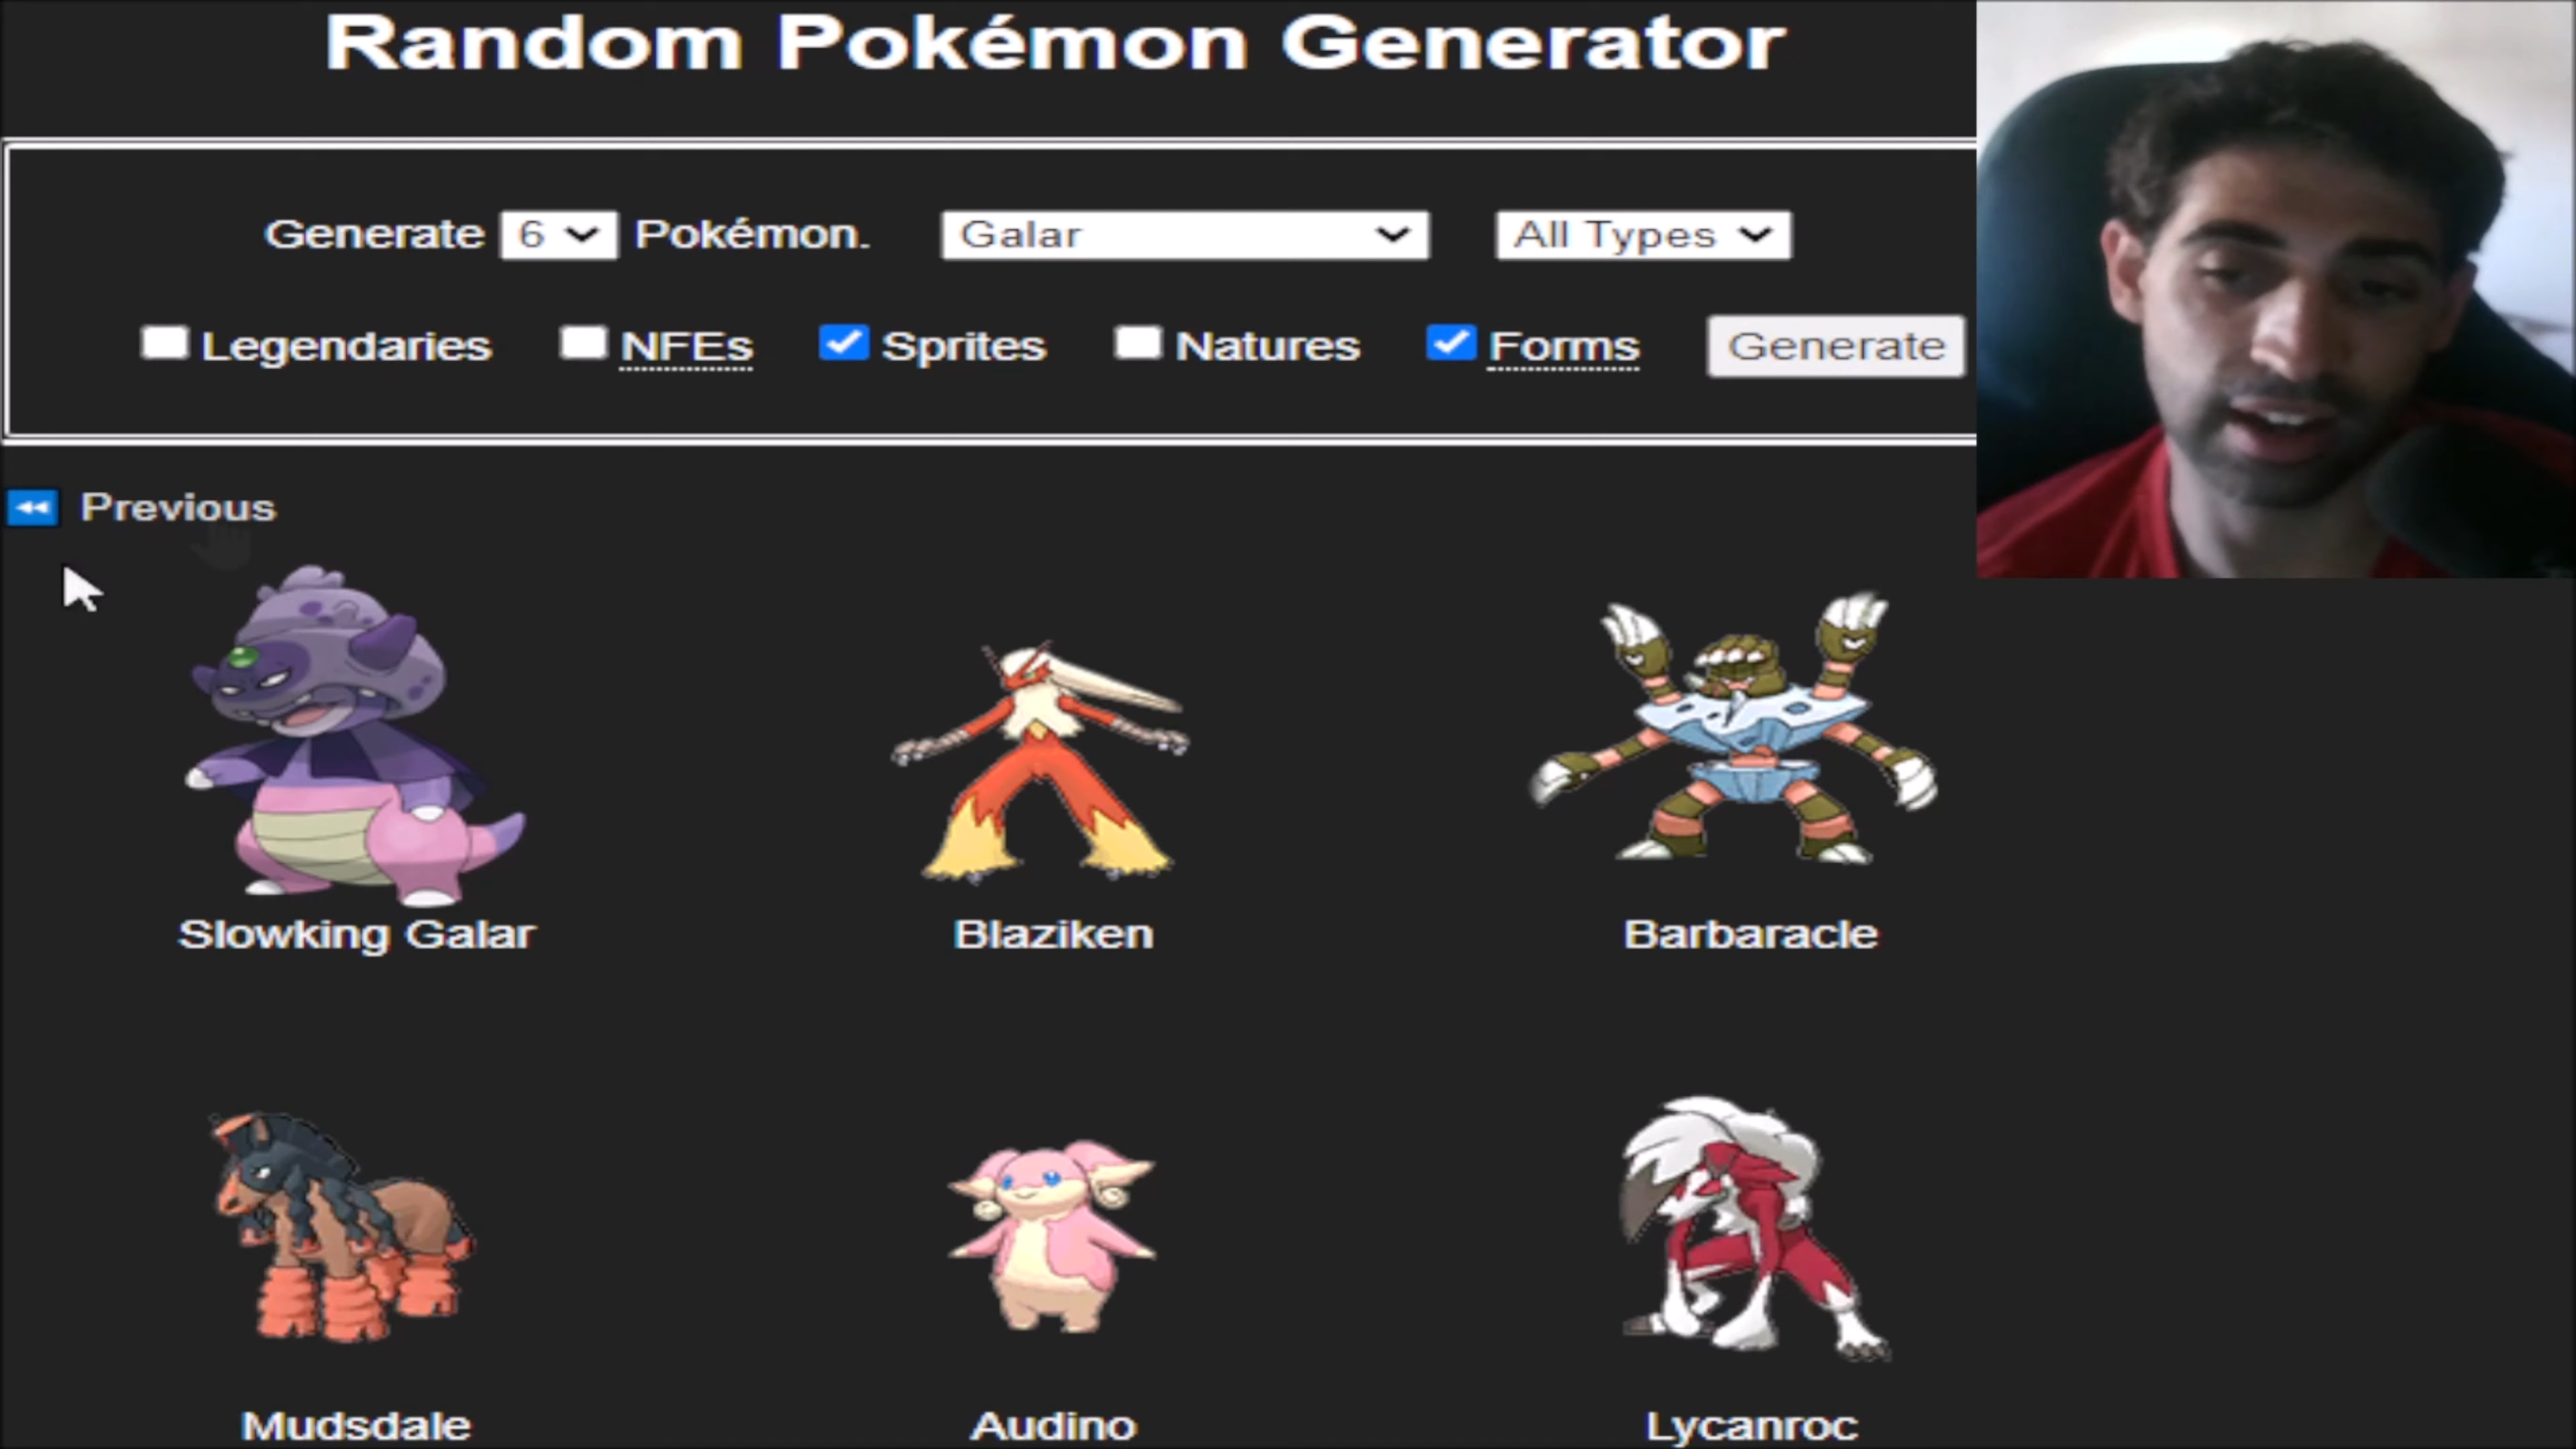 Random Pokémon Generator
Generate 6 Pokémon. Galar All Types
Legendaries NFEs Sprites Natures Forms Generate
Previous
Slowking Galar Blaziken Barbaracle
Mudsdale Audino Lycanroc